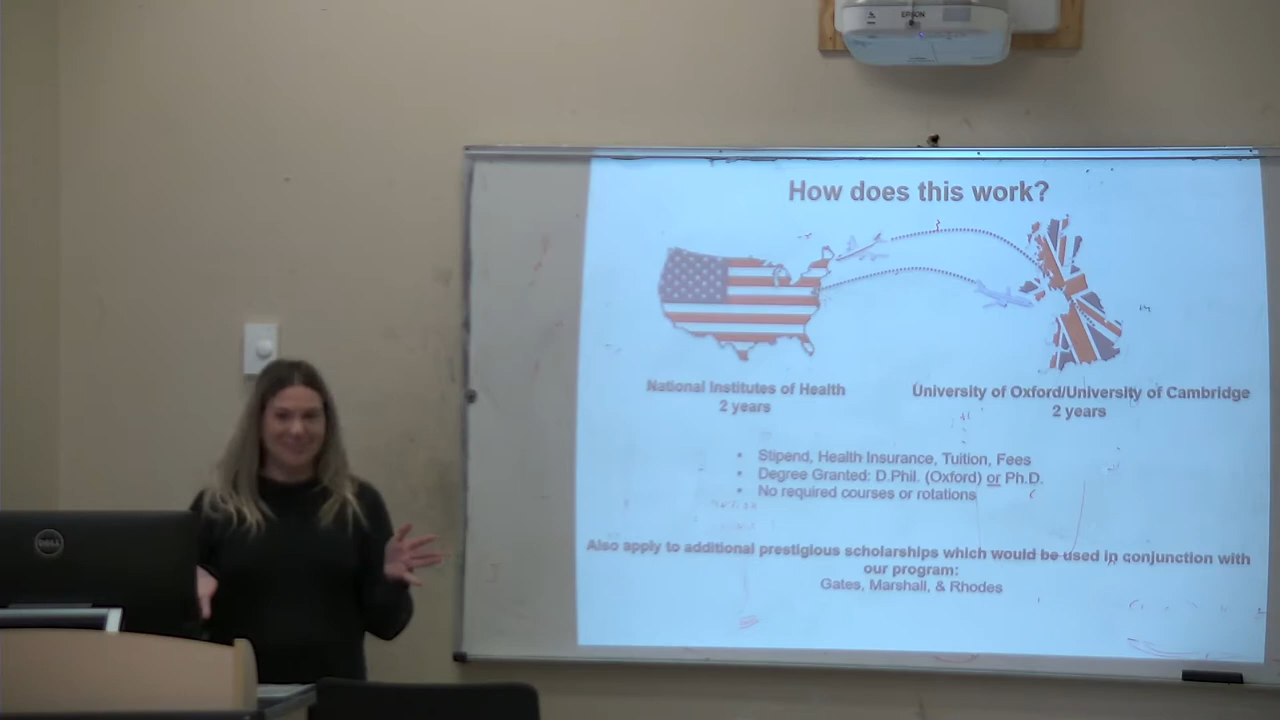 EPSON
How does this work?
National Institutes of Health
2 years
University of Oxford/University of Cambridge
2 years
• Stipend, Health Insurance, Tuition, Fees
• Degree Granted: D.Phil. (Oxford) or Ph.D.
• No required courses or rotations
Also apply to additional prestigious scholarships which would be used in conjunction with
our program:
Gates, Marshall, & Rhodes
DELL